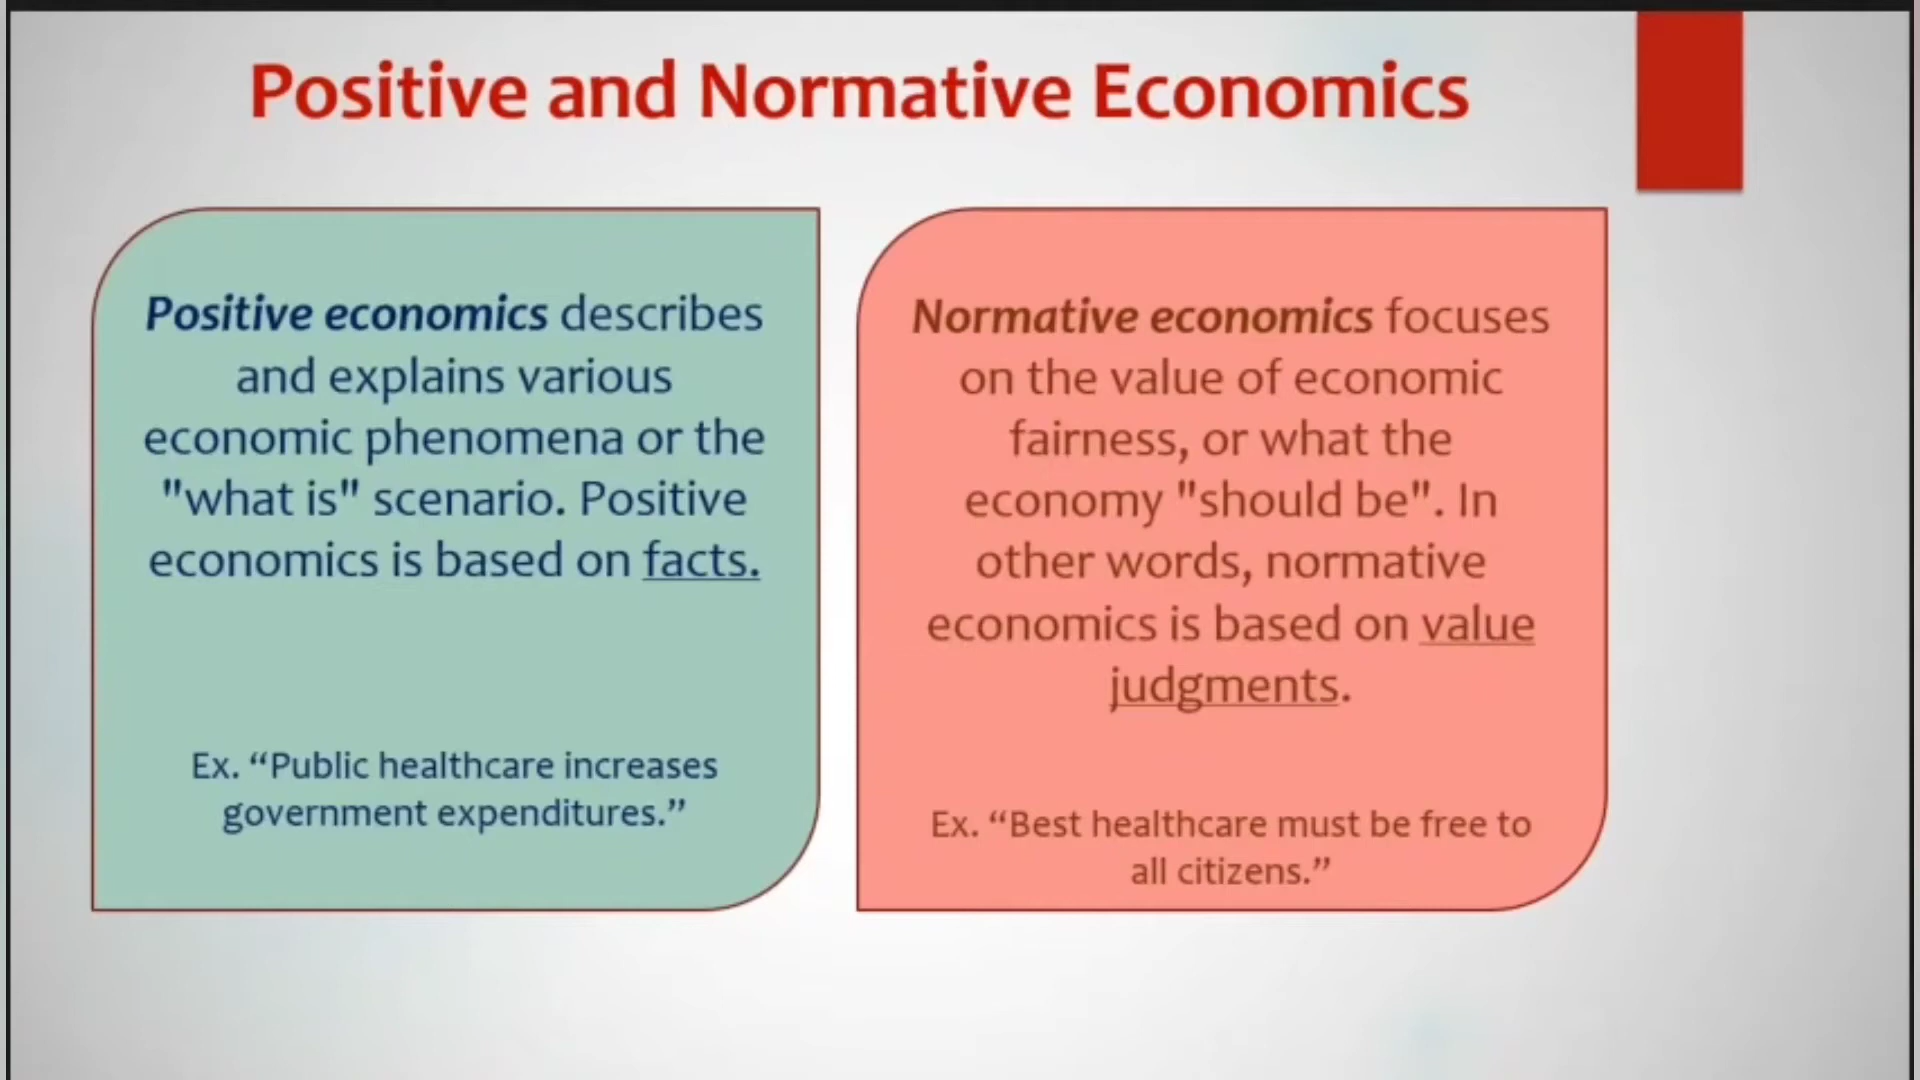 Positive and Normative Economics
Positive economics describes
and explains various
economic phenomena or the
"what is" scenario. Positive
economics is based on facts.
Ex. “Public healthcare increases
government expenditures.”
Normative economics focuses
on the value of economic
fairness, or what the
economy "should be". In
other words, normative
economics is based on value
judgments.
Ex. “Best healthcare must be free to
all citizens.”